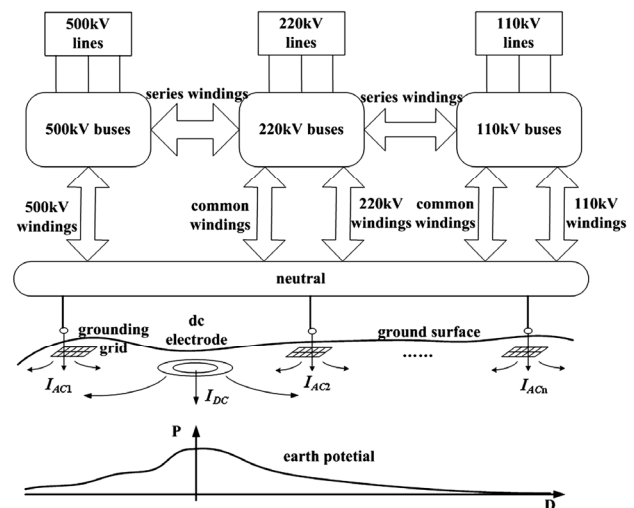 500kV
lines
220kV
lines
110kV
lines
series windings
series windings
500kV buses
220kV buses
110kV buses
500kV
windings
common
windings
220kV
windings
common
windings
110kV
windings
neutral
grounding
grid
dc
electrode
ground surface
......
I_AC1
I_DC
I_AC2
I_ACn
P
earth potetial
D